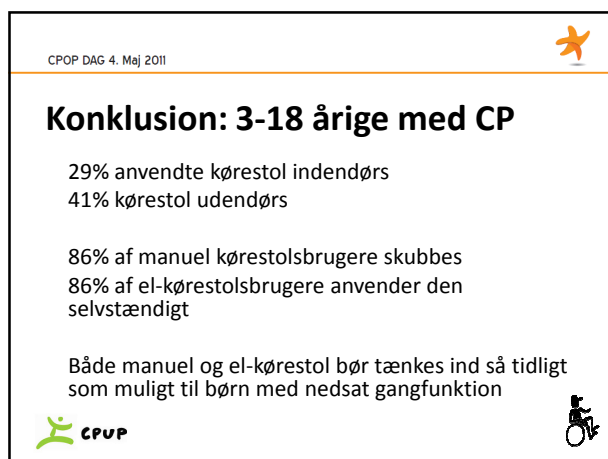 CPOP DAG 4. Maj 2011
Konklusion: 3-18 årige med CP
29% anvendte kørestol indendørs
41% kørestol udendørs
86% af manuel kørestolsbrugere skubbes
86% af el-kørestolsbrugere anvender den
selvstændigt
Både manuel og el-kørestol bør tænkes ind så tidligt
som muligt til børn med nedsat gangfunktion
CPUP